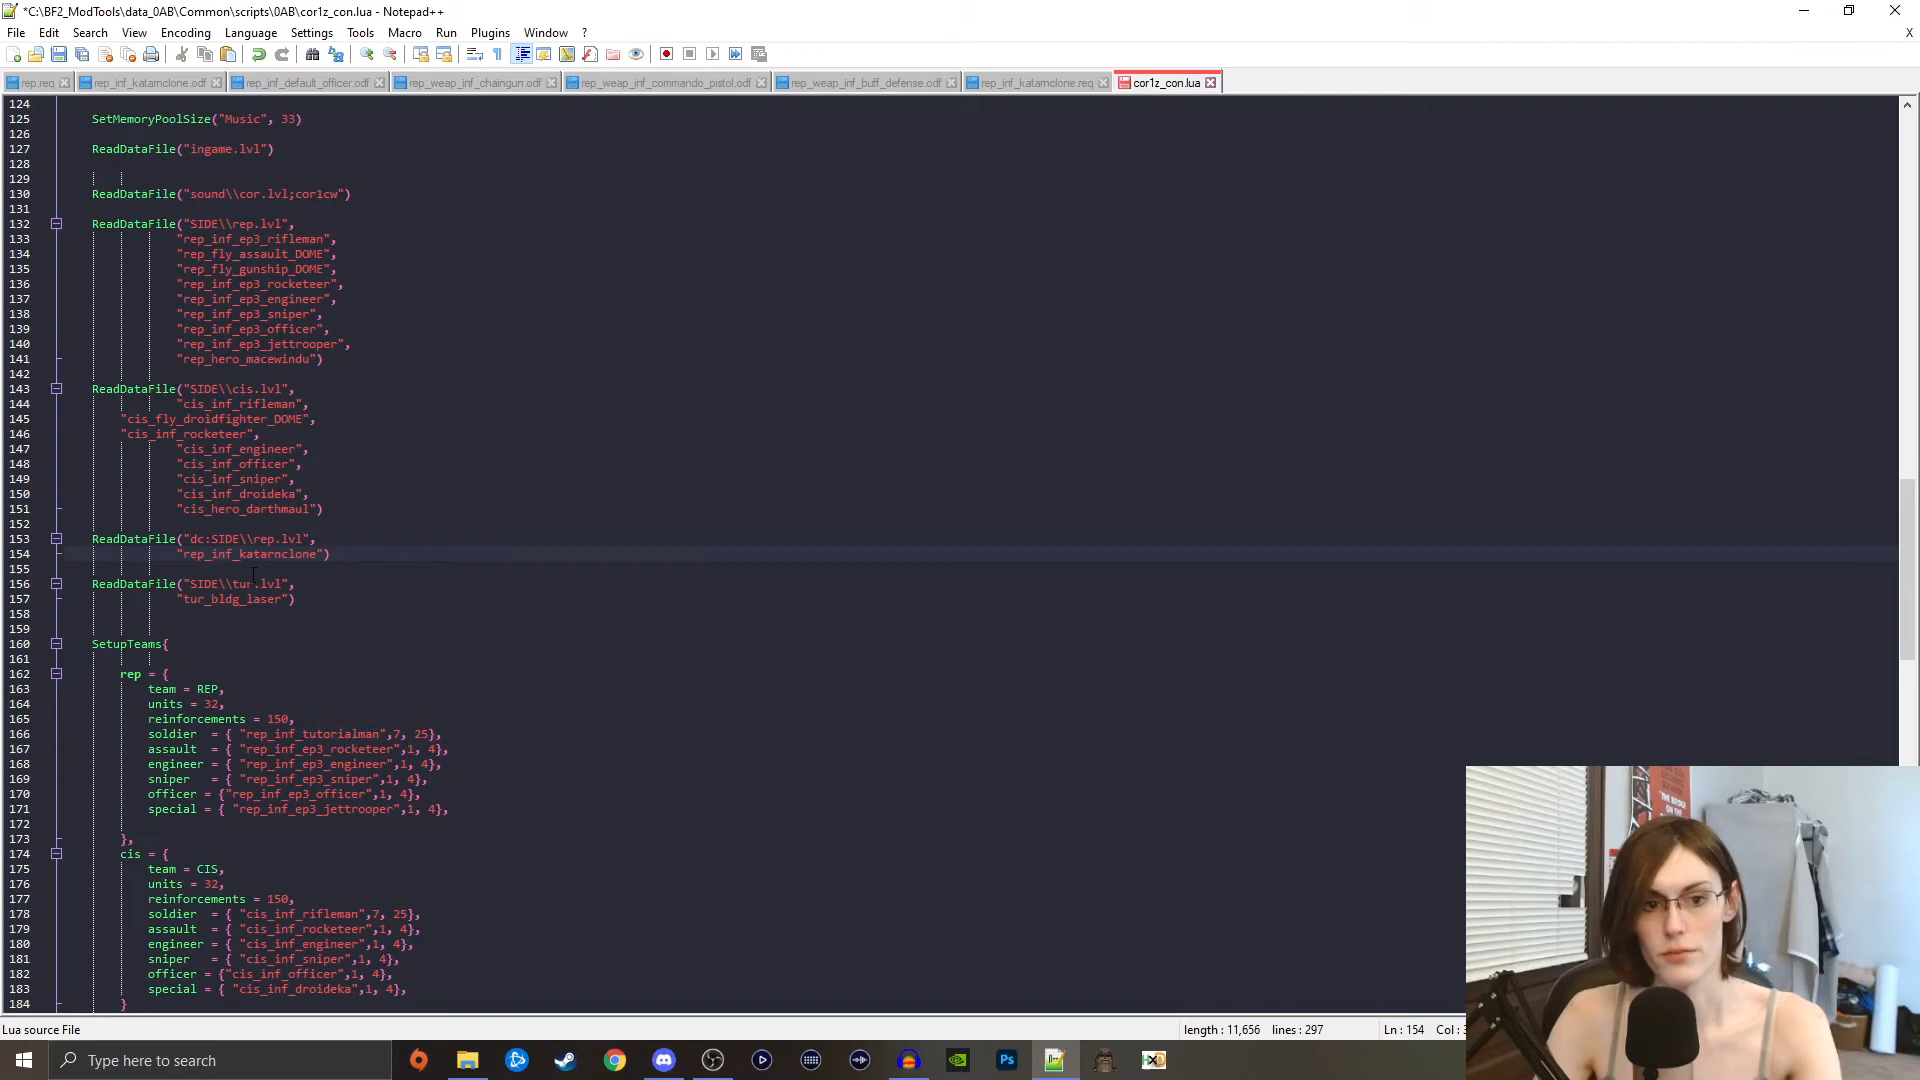 *C:\BF2_ModTools\data_0AB\Common\scripts\0AB\cor1z_con.lua - Notepad++
File Edit Search View Encoding Language Settings Tools Macro Run Plugins Window ? X
rep.req rep_inf_katarnclone.odf rep_inf_default_officer.odf rep_weap_inf_chaingun.odf rep_weap_inf_commando_pistol.odf rep_weap_inf_buff_defense.odf rep_inf_katarnclone.req cor1z_con.lua
124
125 SetMemoryPoolSize("Music", 33)
126
127 ReadDataFile("ingame.lvl")
128
129
130 ReadDataFile("sound\\cor.lvl;cor1cw")
131
132 ReadDataFile("SIDE\\rep.lvl",
133 "rep_inf_ep3_rifleman",
134 "rep_fly_assault_DOME",
135 "rep_fly_gunship_DOME",
136 "rep_inf_ep3_rocketeer",
137 "rep_inf_ep3_engineer",
138 "rep_inf_ep3_sniper",
139 "rep_inf_ep3_officer",
140 "rep_inf_ep3_jettrooper",
141 "rep_hero_macewindu")
142
143 ReadDataFile("SIDE\\cis.lvl",
144 "cis_inf_rifleman",
145 "cis_fly_droidfighter_DOME",
146 "cis_inf_rocketeer",
147 "cis_inf_engineer",
148 "cis_inf_officer",
149 "cis_inf_sniper",
150 "cis_inf_droideka",
151 "cis_hero_darthmaul")
152
153 ReadDataFile("dc:SIDE\\rep.lvl",
154 "rep_inf_katarnclone")
155
156 ReadDataFile("SIDE\\tur.lvl",
157 "tur_bldg_laser")
158
159
160 SetupTeams{
161
162 rep = {
163 team = REP,
164 units = 32,
165 reinforcements = 150,
166 soldier = { "rep_inf_tutorialman",7, 25},
167 assault = { "rep_inf_ep3_rocketeer",1, 4},
168 engineer = { "rep_inf_ep3_engineer",1, 4},
169 sniper = { "rep_inf_ep3_sniper",1, 4},
170 officer = {"rep_inf_ep3_officer",1, 4},
171 special = { "rep_inf_ep3_jettrooper",1, 4},
172
173 },
174 cis = {
175 team = CIS,
176 units = 32,
177 reinforcements = 150,
178 soldier = { "cis_inf_rifleman",7, 25},
179 assault = { "cis_inf_rocketeer",1, 4},
180 engineer = { "cis_inf_engineer",1, 4},
181 sniper = { "cis_inf_sniper",1, 4},
182 officer = {"cis_inf_officer",1, 4},
183 special = { "cis_inf_droideka",1, 4},
184 }
"THE BRIDGE
ON THE
Lua source File length : 11,656 lines : 297 Ln : 154 Col :
Type here to search
Ps